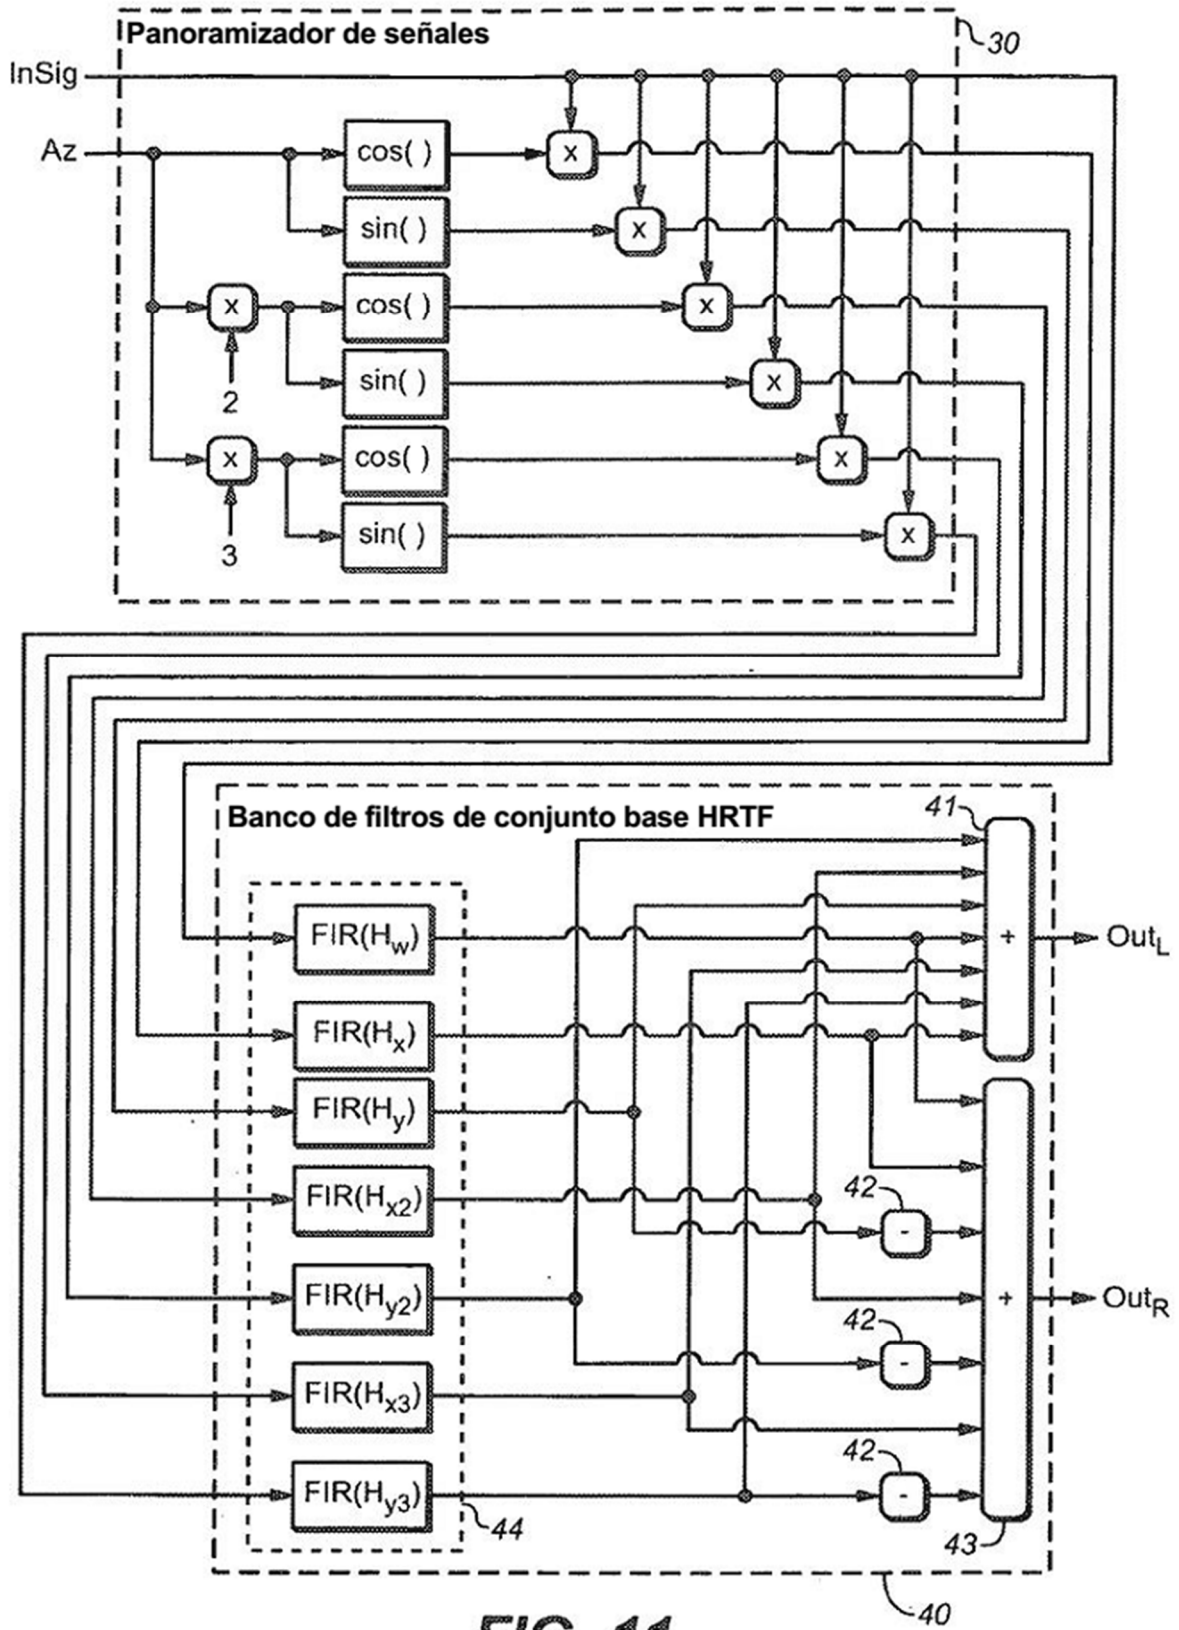 Panoramizador de señales
30
InSig
Az
cos( )
x
sin( )
x
x
cos( )
x
2
sin( )
x
x
cos( )
x
3
sin( )
x
Banco de filtros de conjunto base HRTF
41
FIR(Hw)
+
OutL
FIR(Hx)
FIR(Hy)
FIR(Hx2)
42
-
FIR(Hy2)
+
OutR
42
-
FIR(Hx3)
42
FIR(Hy3)
-
44
43
40
FIG. 11